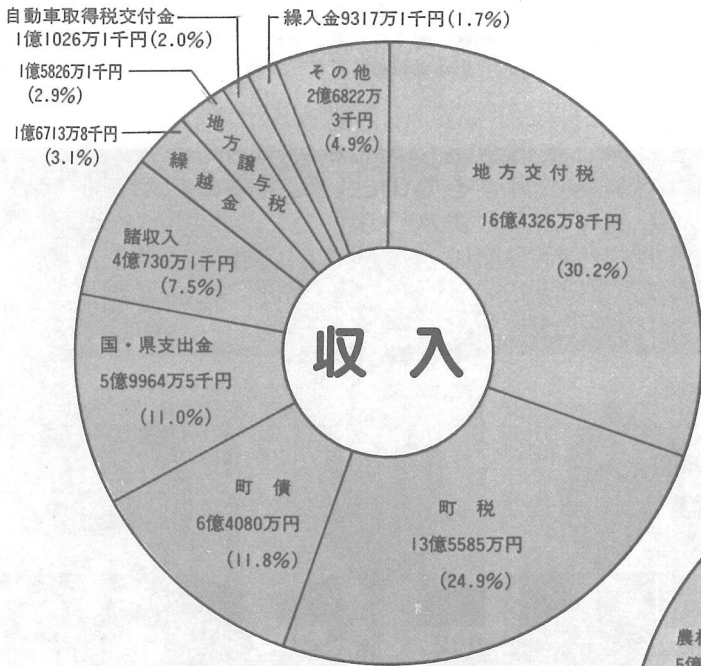 自動車取得税交付金
1億1026万1千円(2.0%)
繰入金9317万1千円(1.7%)
1億5826万1千円
(2.9%)
1億6713万8千円
(3.1%)
その他
2億6822万
3千円
(4.9%)
地方譲与税
繰越金
地方交付税
16億4326万8千円
(30.2%)
諸収入
4億730万1千円
(7.5%)
収入
国・県支出金
5億9964万5千円
(11.0%)
町債
6億4080万円
(11.8%)
町税
13億5585万円
(24.9%)
農林
5億